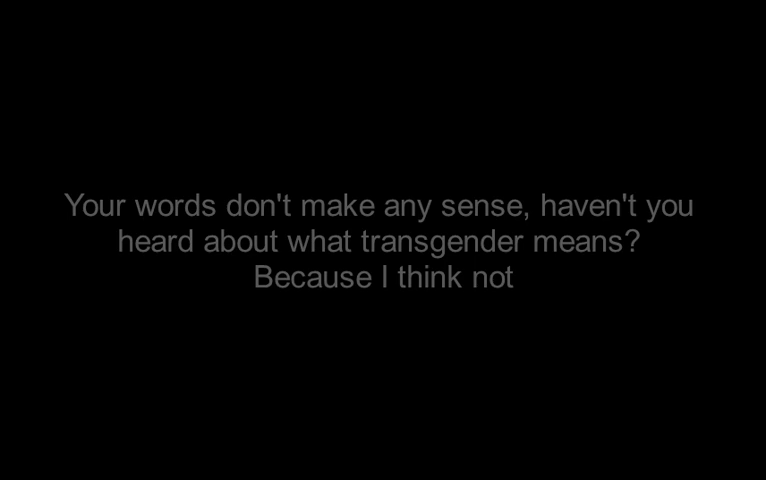 Your words don't make any sense, haven't you
heard about what transgender means?
Because I think not